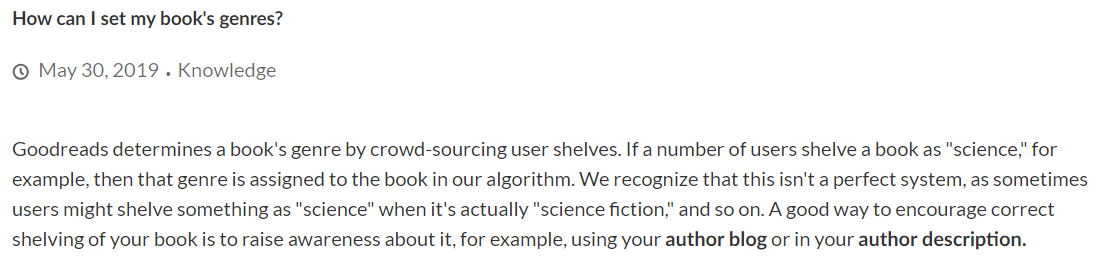 How can I set my book's genres?
May 30, 2019 • Knowledge
Goodreads determines a book's genre by crowd-sourcing user shelves. If a number of users shelve a book as "science," for
example, then that genre is assigned to the book in our algorithm. We recognize that this isn't a perfect system, as sometimes
users might shelve something as "science" when it's actually "science fiction," and so on. A good way to encourage correct
shelving of your book is to raise awareness about it, for example, using your author blog or in your author description.